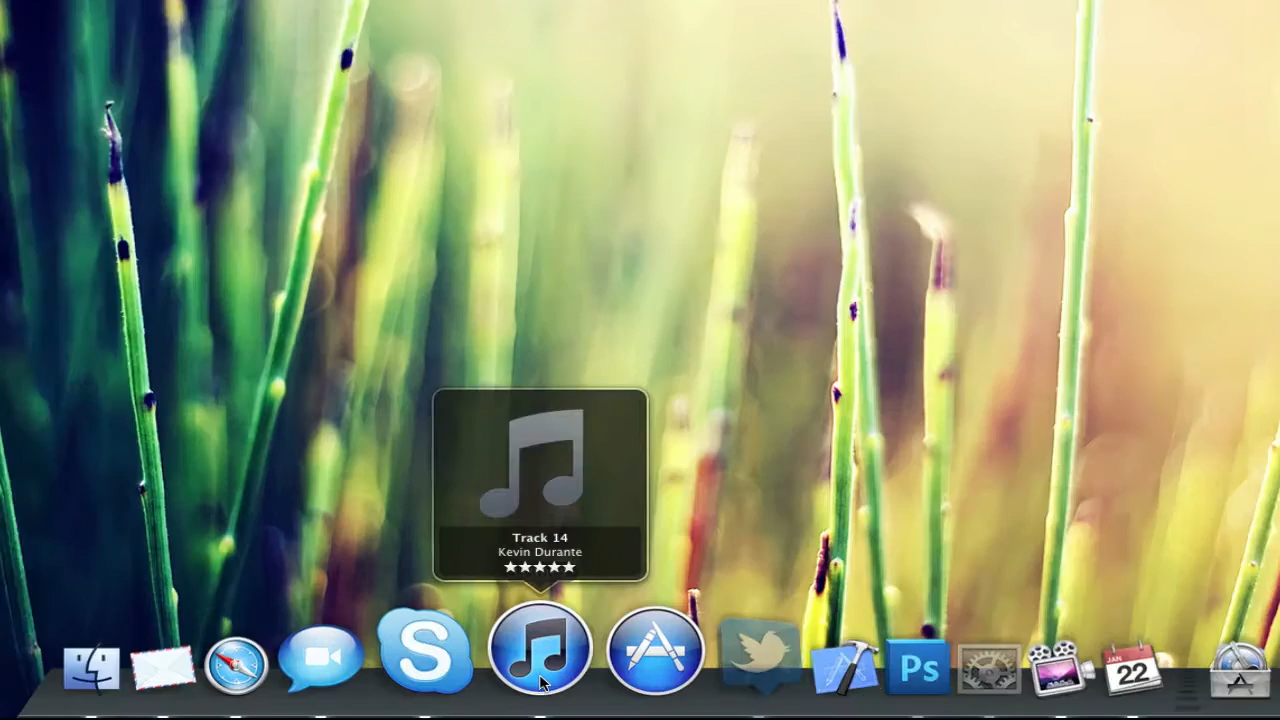 Track 14
Kevin Durante
★★★★★
S
Ps
JAN
22